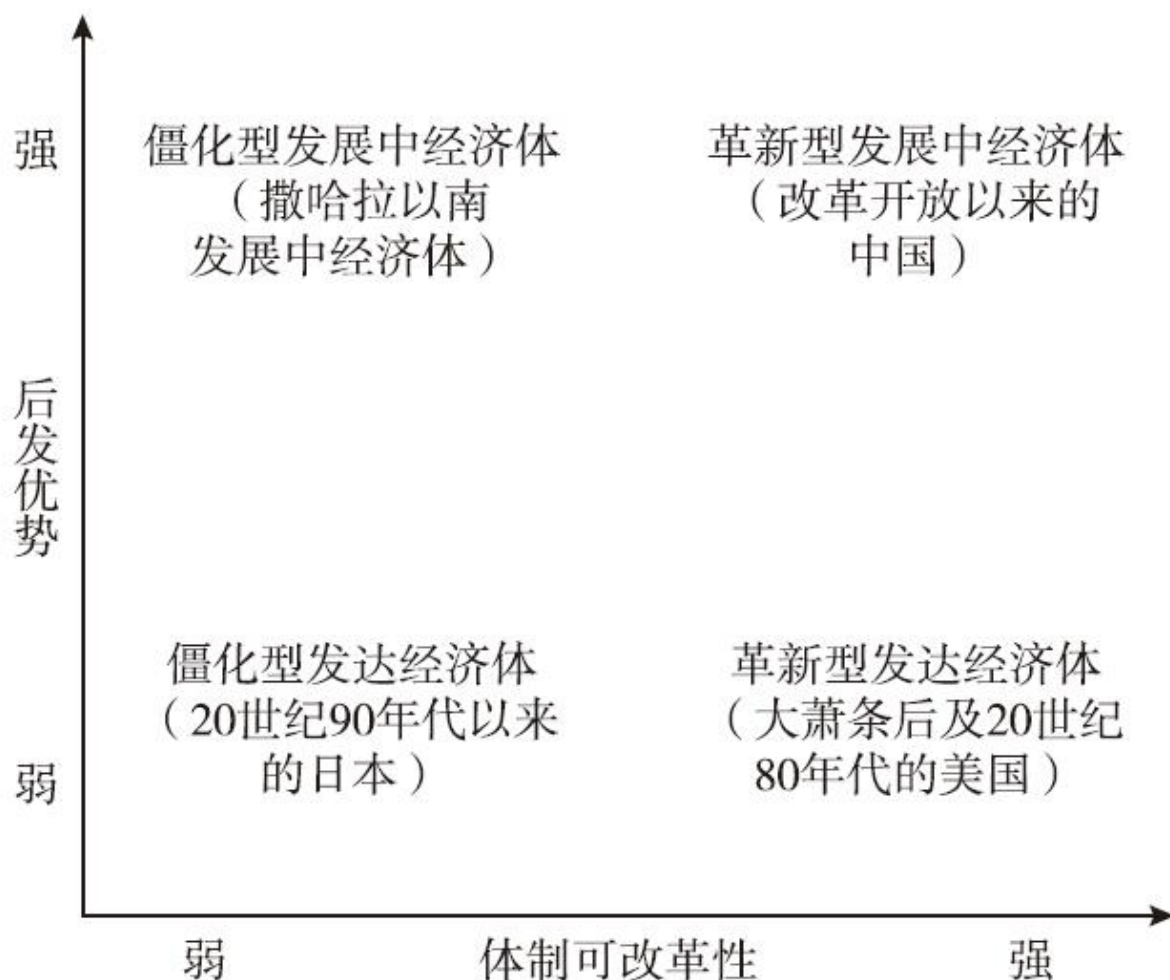 强
僵化型发展中经济体
（撒哈拉以南
发展中经济体）
革新型发展中经济体
（改革开放以来的
中国）
后发优势
僵化型发达经济体
（20世纪90年代以来
的日本）
革新型发达经济体
（大萧条后及20世纪
80年代的美国）
弱
弱
体制可改革性
强